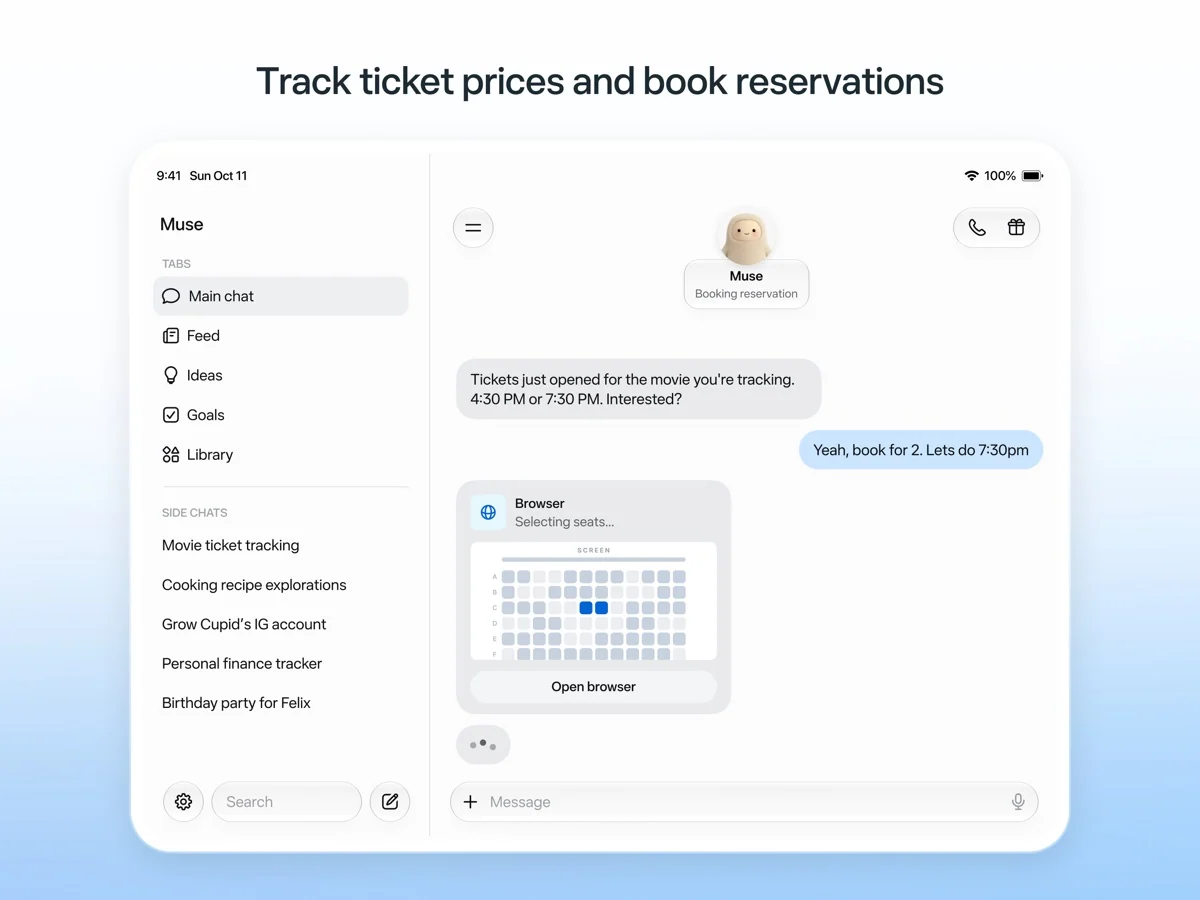 Track ticket prices and book reservations
9:41 Sun Oct 11
100%
Muse
TABS
Main chat
Feed
Ideas
Goals
Library
SIDE CHATS
Movie ticket tracking
Cooking recipe explorations
Grow Cupid’s IG account
Personal finance tracker
Birthday party for Felix
Search
Muse
Booking reservation
Tickets just opened for the movie you're tracking.
4:30 PM or 7:30 PM. Interested?
Yeah, book for 2. Lets do 7:30pm
Browser
Selecting seats...
SCREEN
A
B
C
D
E
F
Open browser
Message